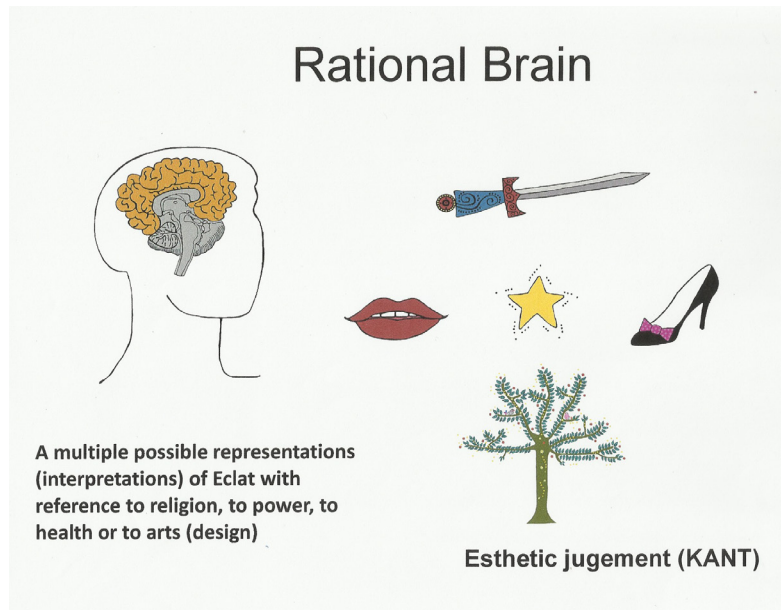 Rational Brain
A multiple possible representations
(interpretations) of Eclat with
reference to religion, to power, to
health or to arts (design)
Esthetic jugement (KANT)